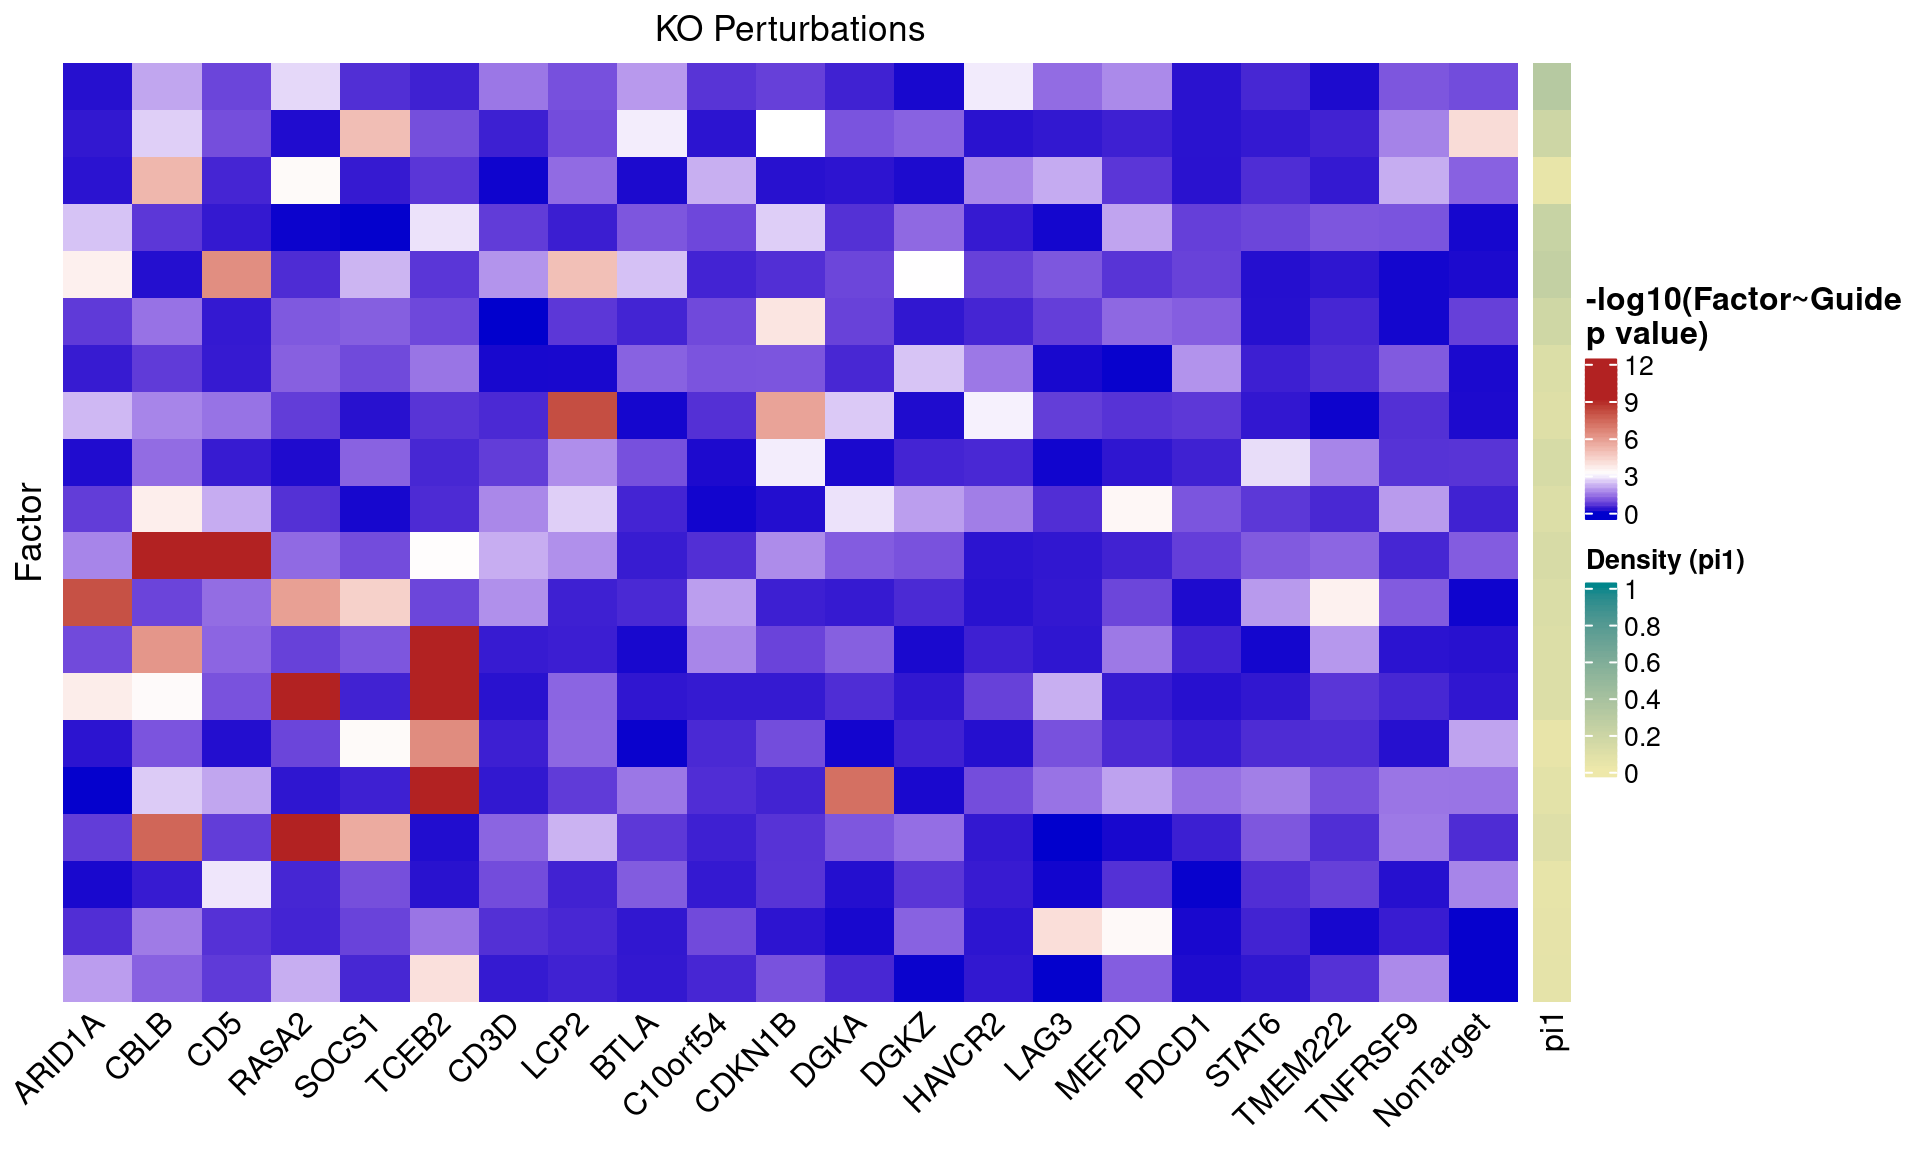 KO Perturbations
Factor
-log10(Factor~Guide
p value)
12
9
6
3
0
Density (pi1)
1
0.8
0.6
0.4
0.2
0
ARID1A
CBLB
CD5
RASA2
SOCS1
TCEB2
CD3D
LCP2
BTLA
C10orf54
CDKN1B
DGKA
DGKZ
HAVCR2
LAG3
MEF2D
PDCD1
STAT6
TMEM222
TNFRSF9
NonTarget
pi1